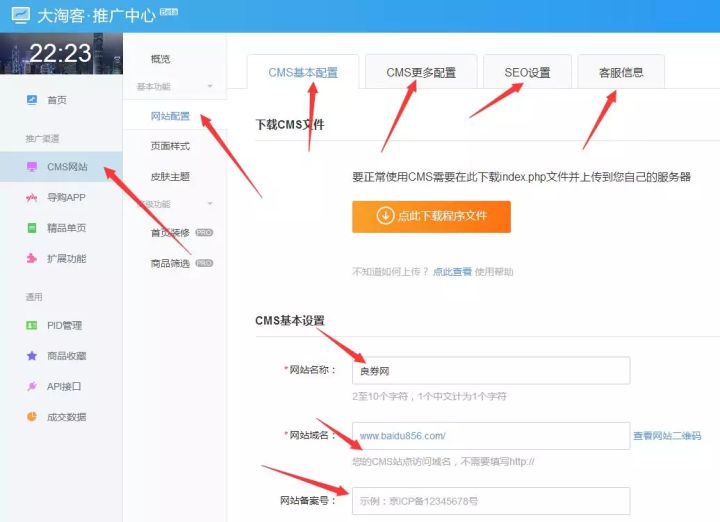 大淘客·推广中心 Beta
22:23
首页
推广渠道
CMS网站
导购APP
精品单页
扩展功能
通用
PID管理
商品收藏
API接口
成交数据
概览
基本功能
网站配置
页面样式
皮肤主题
级功能
首页装修 PRO
商品筛选 PRO
CMS基本配置
CMS更多配置
SEO设置
客服信息
下载CMS文件
要正常使用CMS需要在此下载index.php文件并上传到您自己的服务器
点此下载程序文件
不知道如何上传？ 点此查看 使用帮助
CMS基本设置
*网站名称：
良券网
2至10个字符，1个中文计为1个字符
*网站域名：
www.baidu856.com/
查看网站二维码
您的CMS站点访问域名，不需要填写http://
网站备案号：
示例：京ICP备12345678号